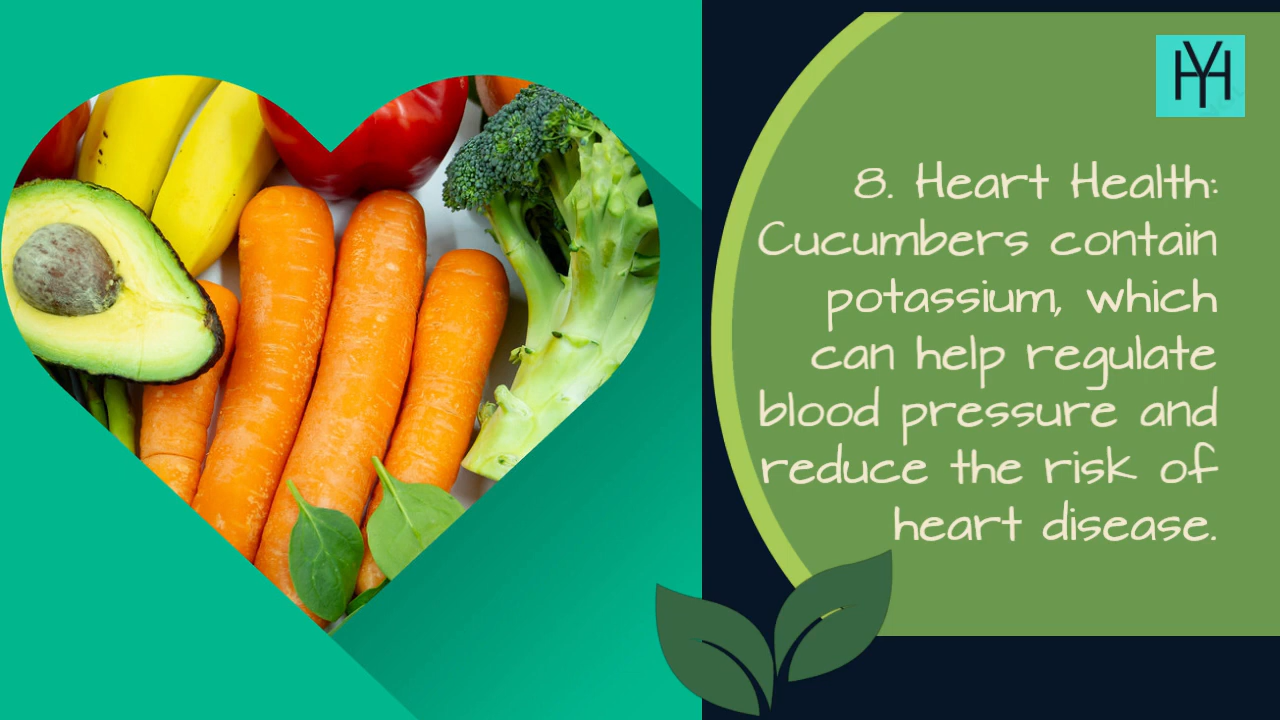 YH
8. Heart Health:
Cucumbers contain
potassium, which
can help regulate
blood pressure and
reduce the risk of
heart disease.